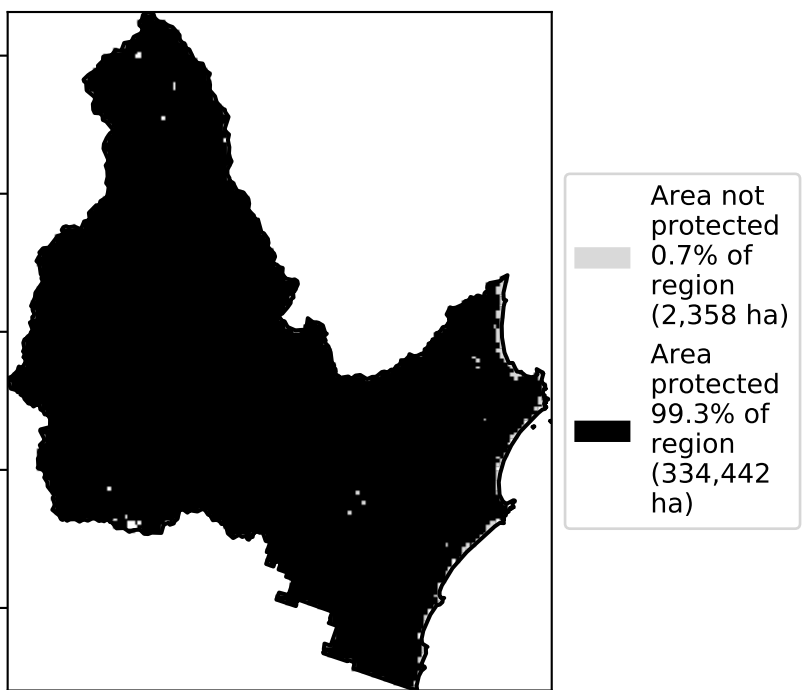 Area not
protected
0.7% of
region
(2,358 ha)
Area
protected
99.3% of
region
(334,442
ha)